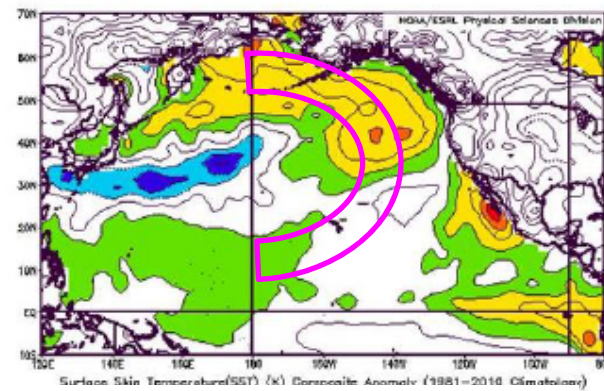 NOAA/ESRL Physical Sciences Division
70N
60N
50N
40N
30N
20N
10N
EQ
10S
120E 140E 160E 180 160W 140W 120W 100W
Surface Skin Temperature(SST) (K) Composite Anomaly (1981-2010 Climatology)